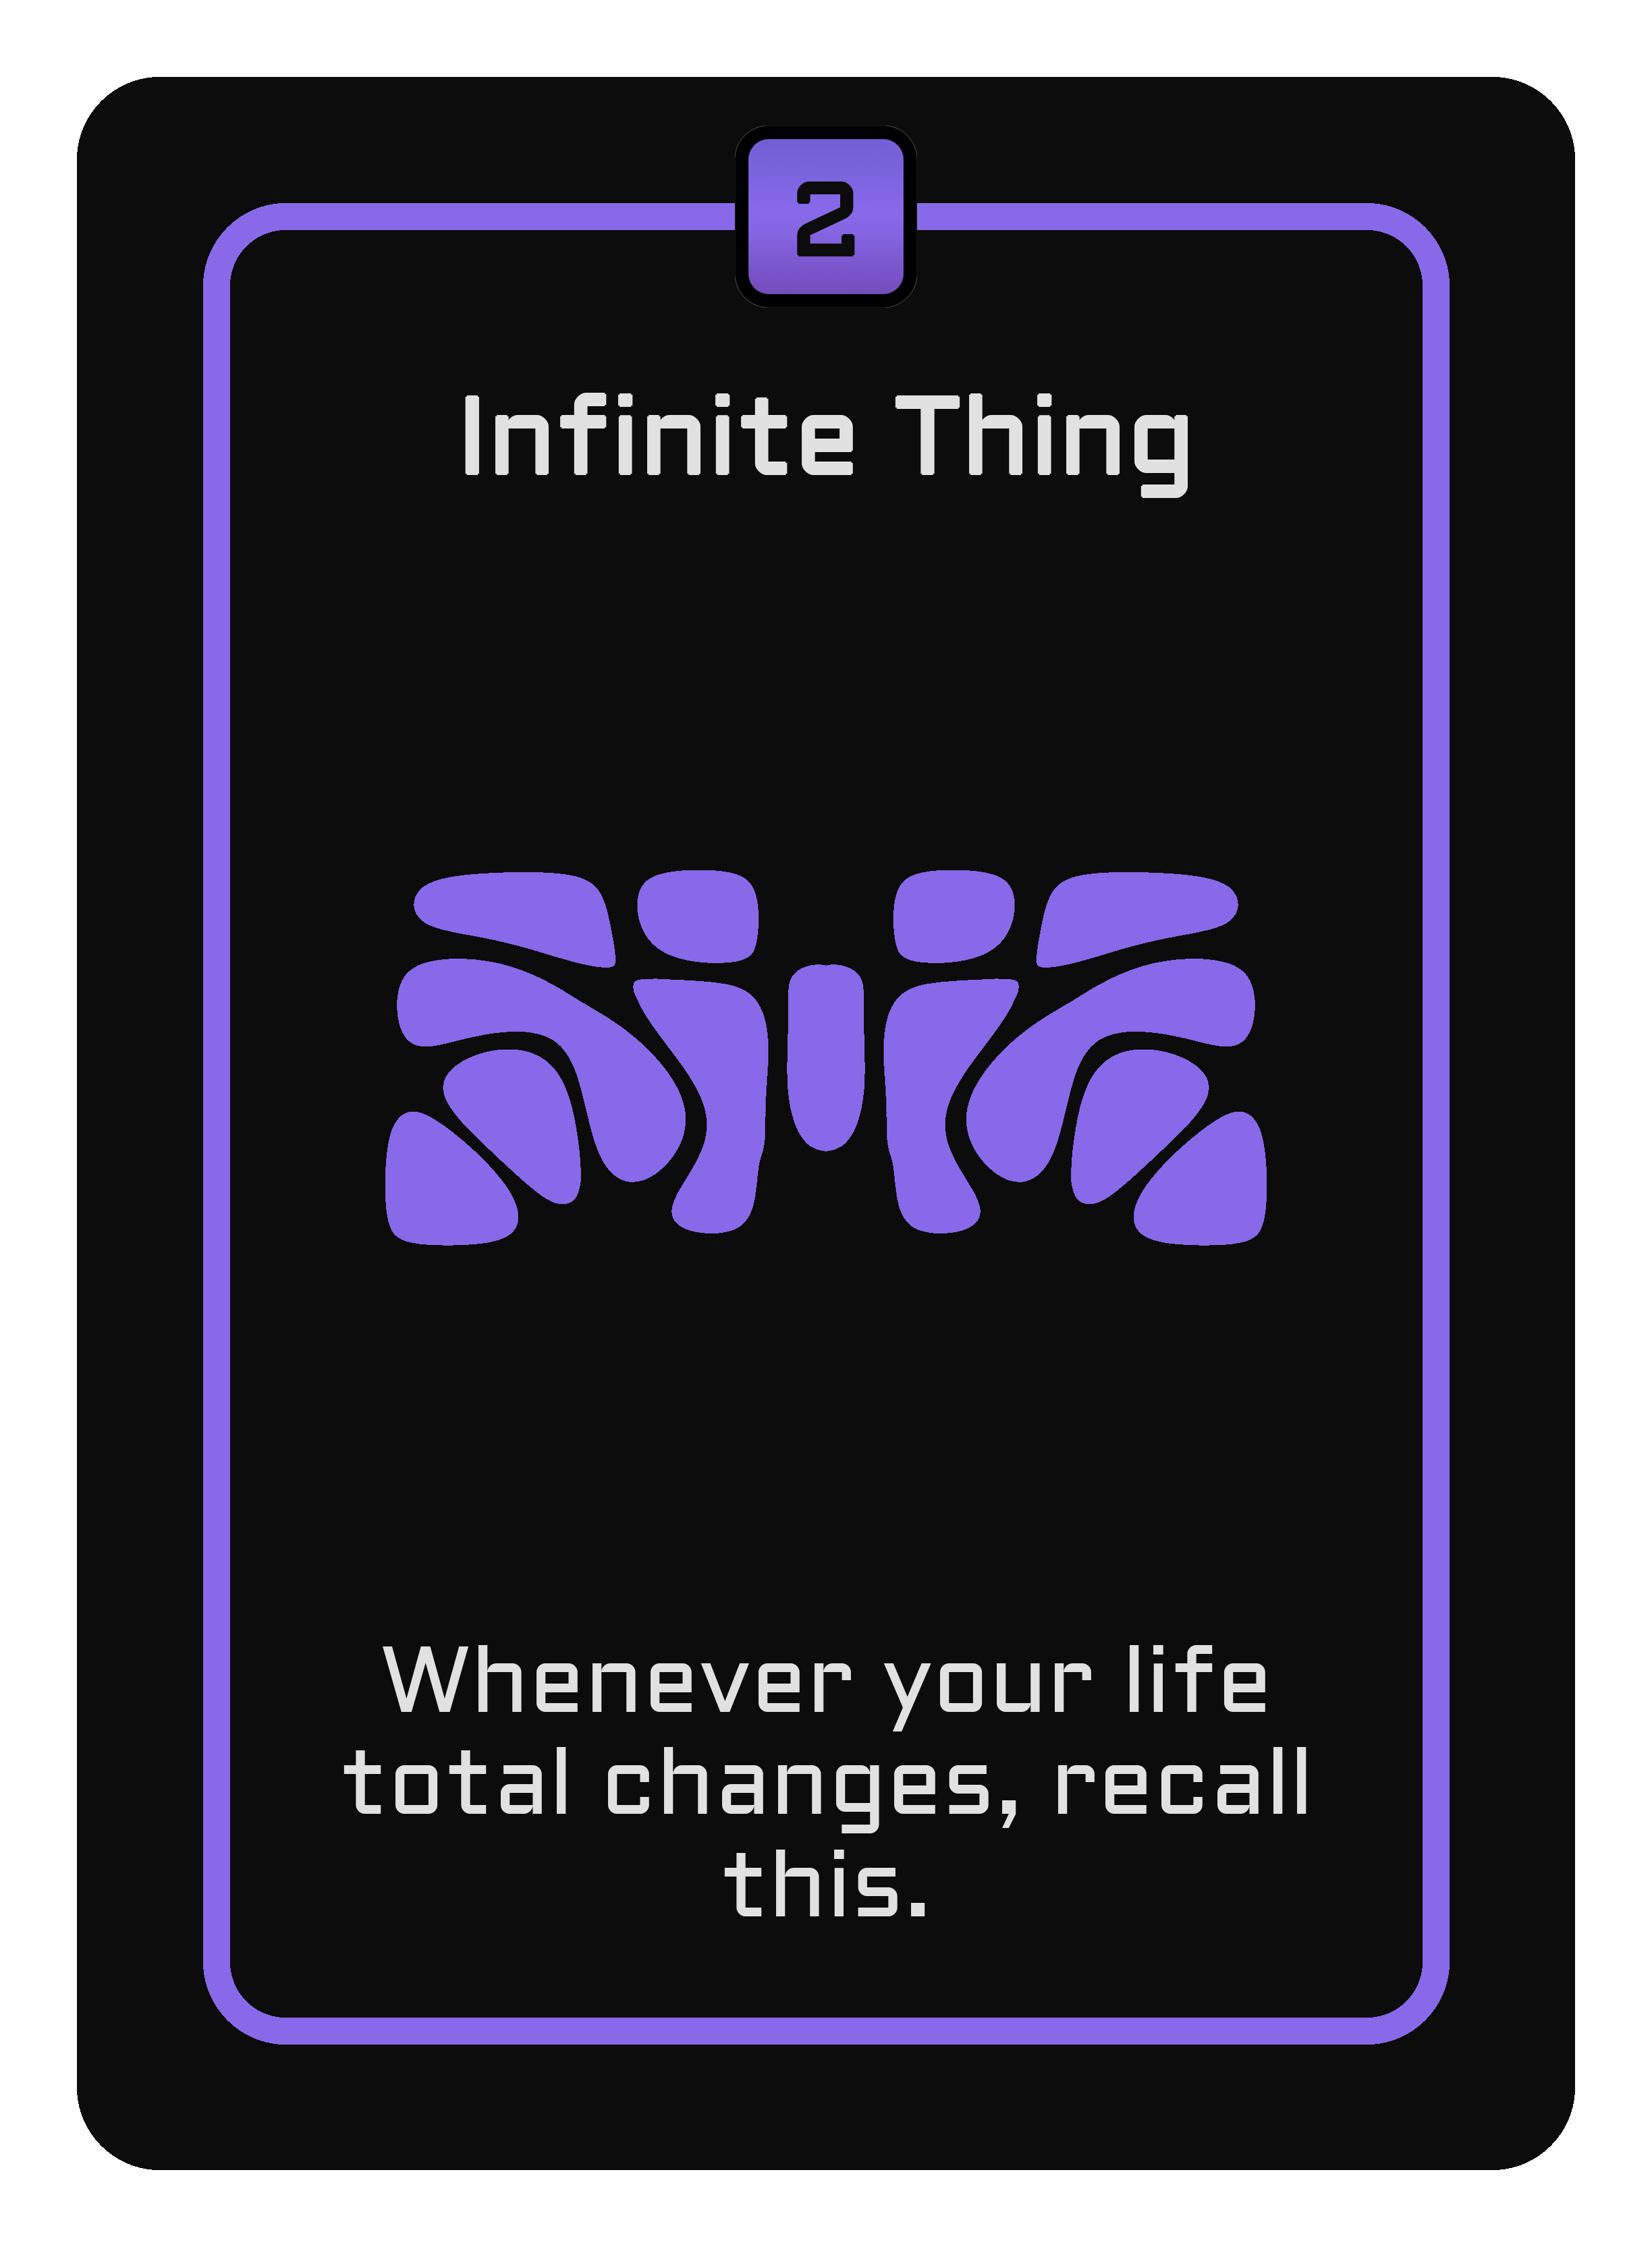 2
Infinite Thing
Whenever your life
total changes, recall
this.